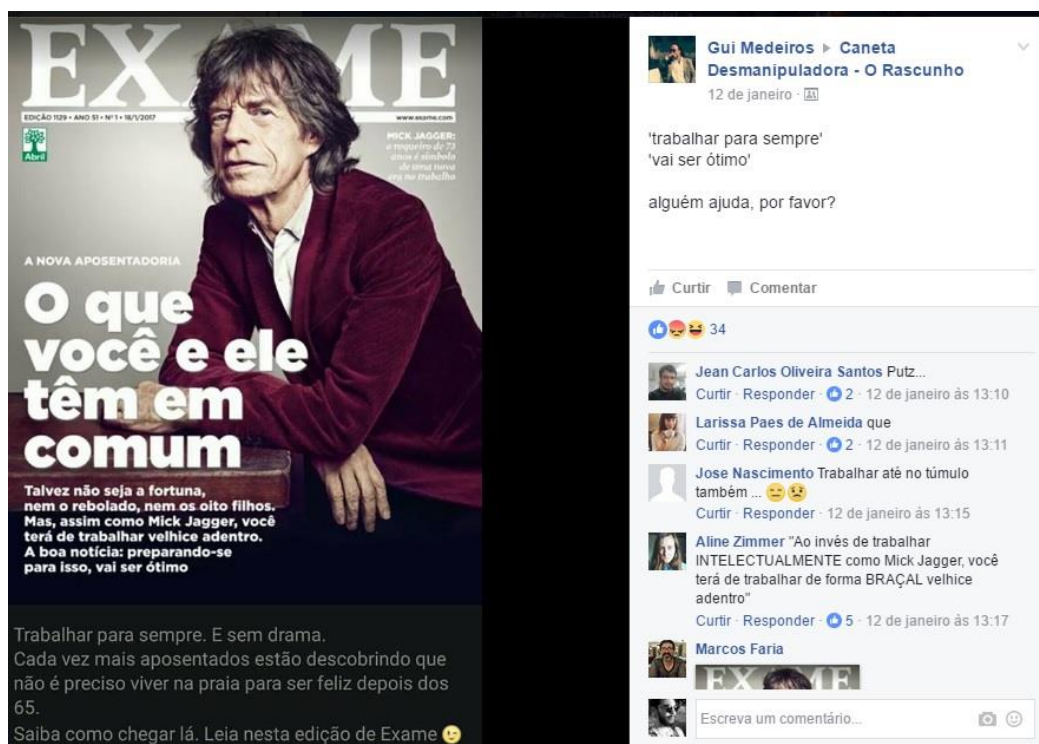 EXAME
EDIÇÃO 1129 • ANO 51 • Nº 1 • 18/1/2017
www.exame.com
Abril
MICK JAGGER:
o roqueiro de 73
anos é símbolo
de uma nova
era no trabalho
A NOVA APOSENTADORIA
O que
você e ele
têm em
comum
Talvez não seja a fortuna,
nem o rebolado, nem os oito filhos.
Mas, assim como Mick Jagger, você
terá de trabalhar velhice adentro.
A boa notícia: preparando-se
para isso, vai ser ótimo
Trabalhar para sempre. E sem drama.
Cada vez mais aposentados estão descobrindo que
não é preciso viver na praia para ser feliz depois dos
65.
Saiba como chegar lá. Leia nesta edição de Exame 😉
Gui Medeiros ▸ Caneta
Desmanipuladora - O Rascunho
12 de janeiro ·
'trabalhar para sempre'
'vai ser ótimo'
alguém ajuda, por favor?
Curtir Comentar
34
Jean Carlos Oliveira Santos Putz...
Curtir · Responder · 2 · 12 de janeiro às 13:10
Larissa Paes de Almeida que
Curtir · Responder · 2 · 12 de janeiro às 13:11
Jose Nascimento Trabalhar até no túmulo
também ... 😑😟
Curtir · Responder · 12 de janeiro às 13:15
Aline Zimmer "Ao invés de trabalhar
INTELECTUALMENTE como Mick Jagger, você
terá de trabalhar de forma BRAÇAL velhice
adentro"
Curtir · Responder · 5 · 12 de janeiro às 13:17
Marcos Faria
EXAME
Escreva um comentário...